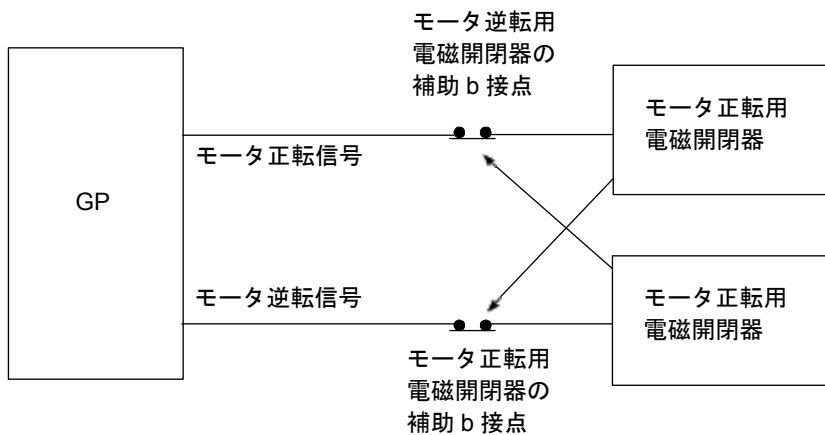 モータ逆転用
電磁開閉器の
補助 b 接点
モータ正転用
電磁開閉器
モータ正転信号
GP
モータ逆転信号
モータ正転用
電磁開閉器
モータ正転用
電磁開閉器の
補助 b 接点